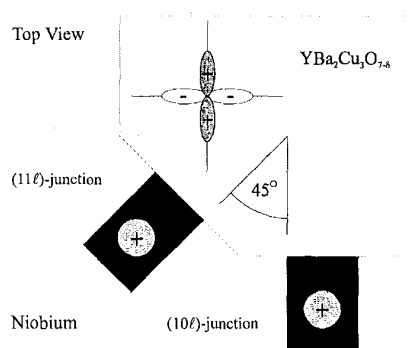 Top View
YBa₂Cu₃O₇₋δ
+
- -
+
(11ℓ)-junction
45°
+
Niobium
(10ℓ)-junction
+